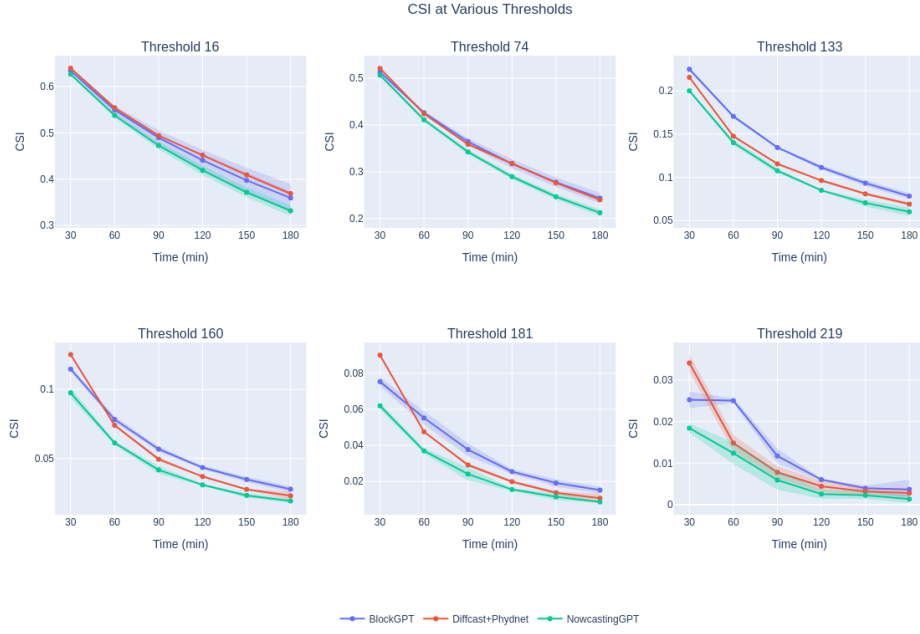 CSI at Various Thresholds
Threshold 16
Threshold 74
Threshold 133
0.6
0.5
0.4
0.3
CSI
30 60 90 120 150 180
Time (min)
0.5
0.4
0.3
0.2
CSI
30 60 90 120 150 180
Time (min)
0.2
0.15
0.1
0.05
CSI
30 60 90 120 150 180
Time (min)
Threshold 160
Threshold 181
Threshold 219
0.1
0.05
CSI
30 60 90 120 150 180
Time (min)
0.08
0.06
0.04
0.02
CSI
30 60 90 120 150 180
Time (min)
0.03
0.02
0.01
0
CSI
30 60 90 120 150 180
Time (min)
BlockGPT Diffcast+Phydnet NowcastingGPT